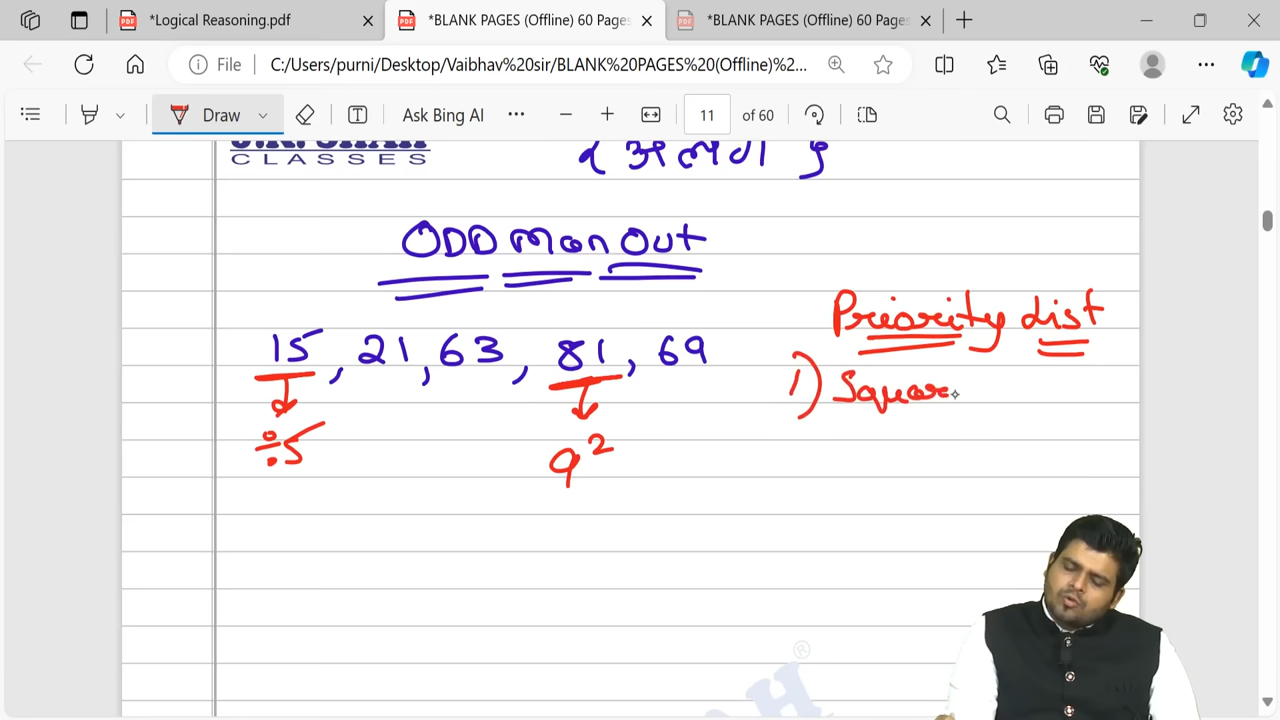 *Logical Reasoning.pdf
*BLANK PAGES (Offline) 60 Pages
*BLANK PAGES (Offline) 60 Page
File
C:/Users/purni/Desktop/Vaibhav%20sir/BLANK%20PAGES%20(Offline)%2...
Draw
Ask Bing AI
11 of 60
CLASSES
ODD Man Out
15, 21, 63, 81, 69
÷5
9²
Priority List
1) Squar